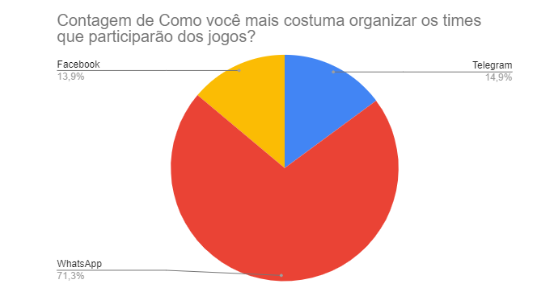 Contagem de Como você mais costuma organizar os times
que participarão dos jogos?
Facebook
13,9%
Telegram
14,9%
WhatsApp
71,3%